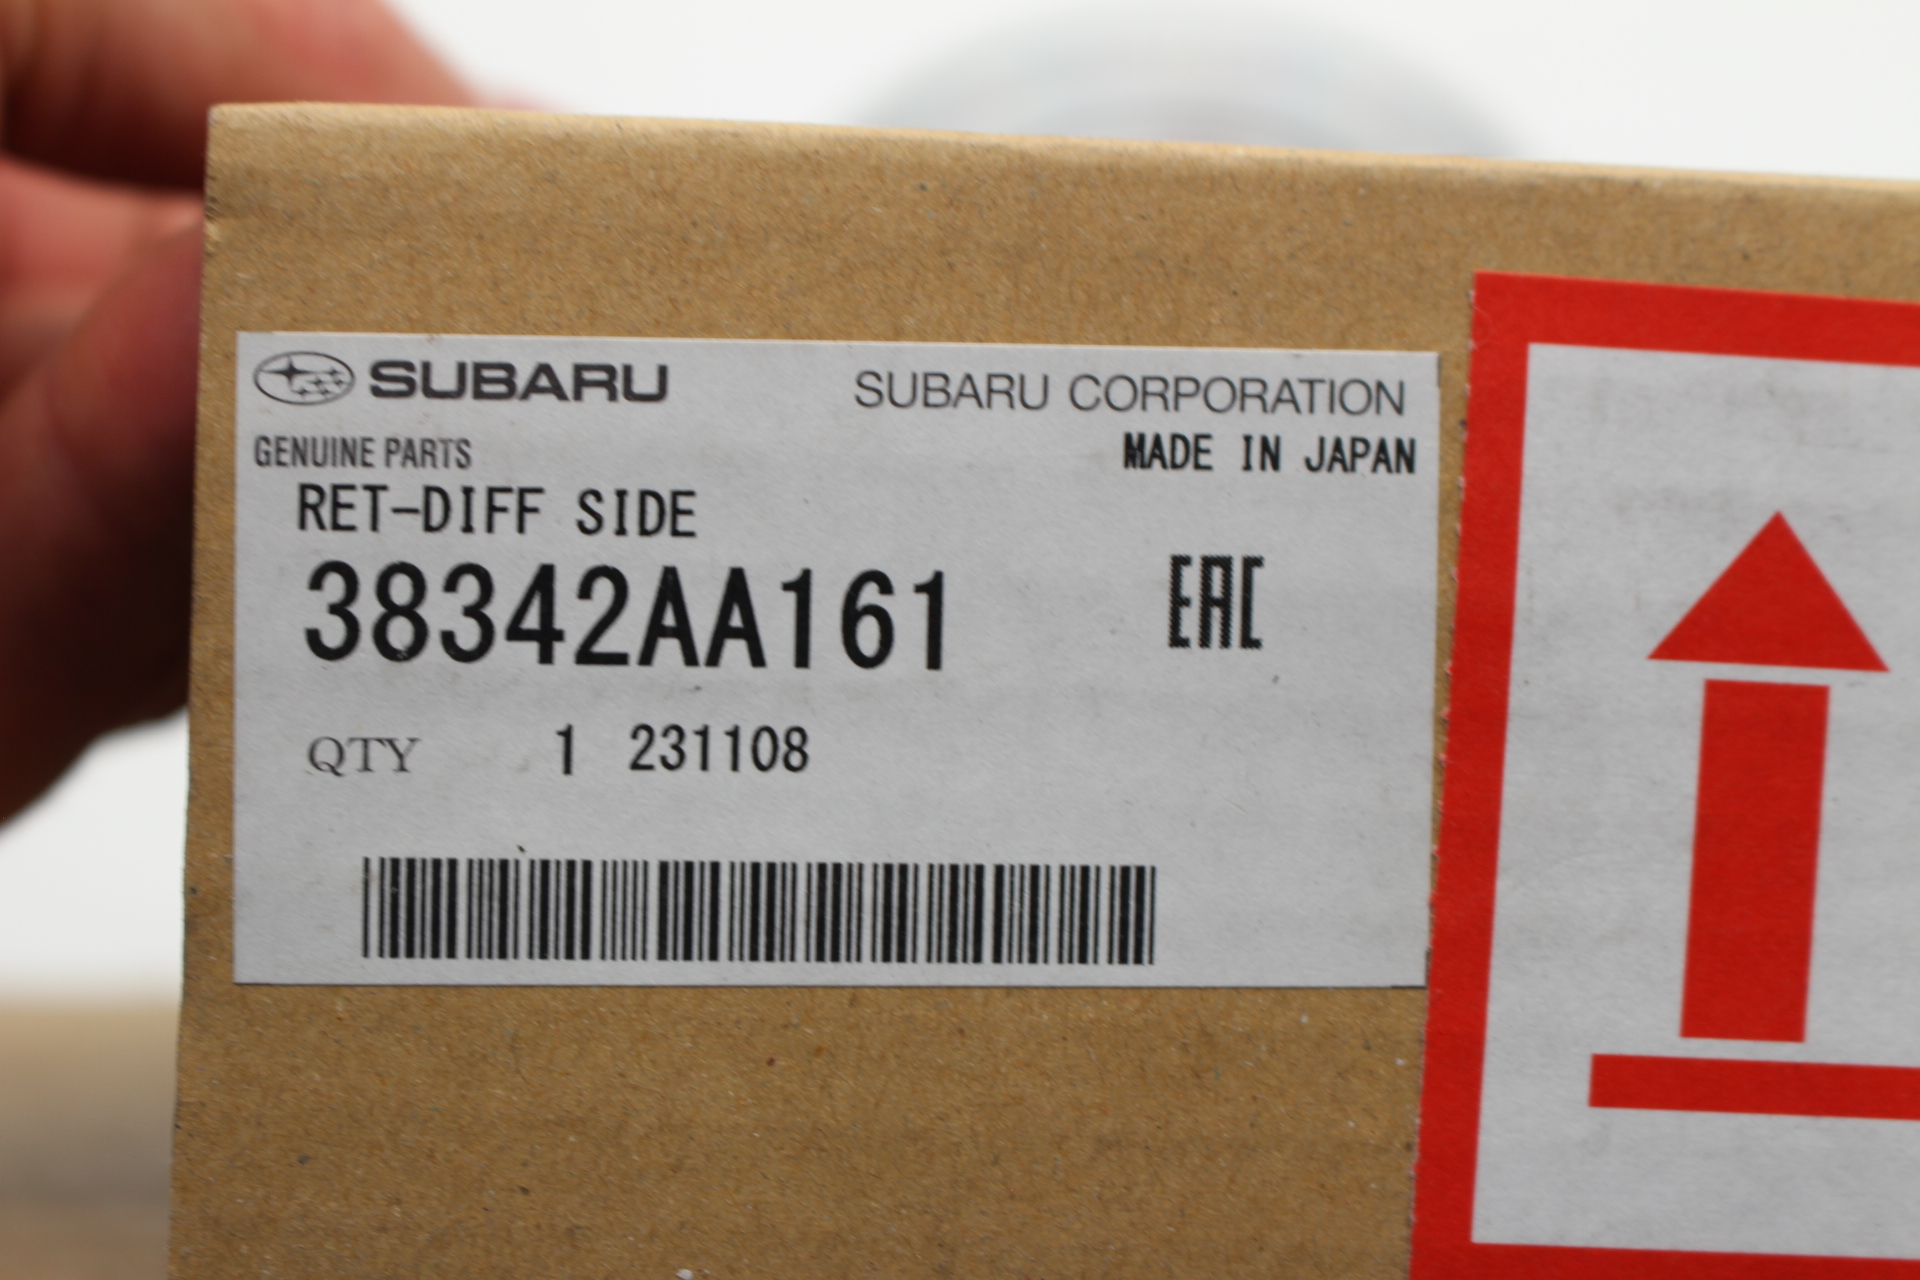 SUBARU SUBARU CORPORATION
GENUINE PARTS MADE IN JAPAN
RET-DIFF SIDE
38342AA161 EAC
QTY 1 231108